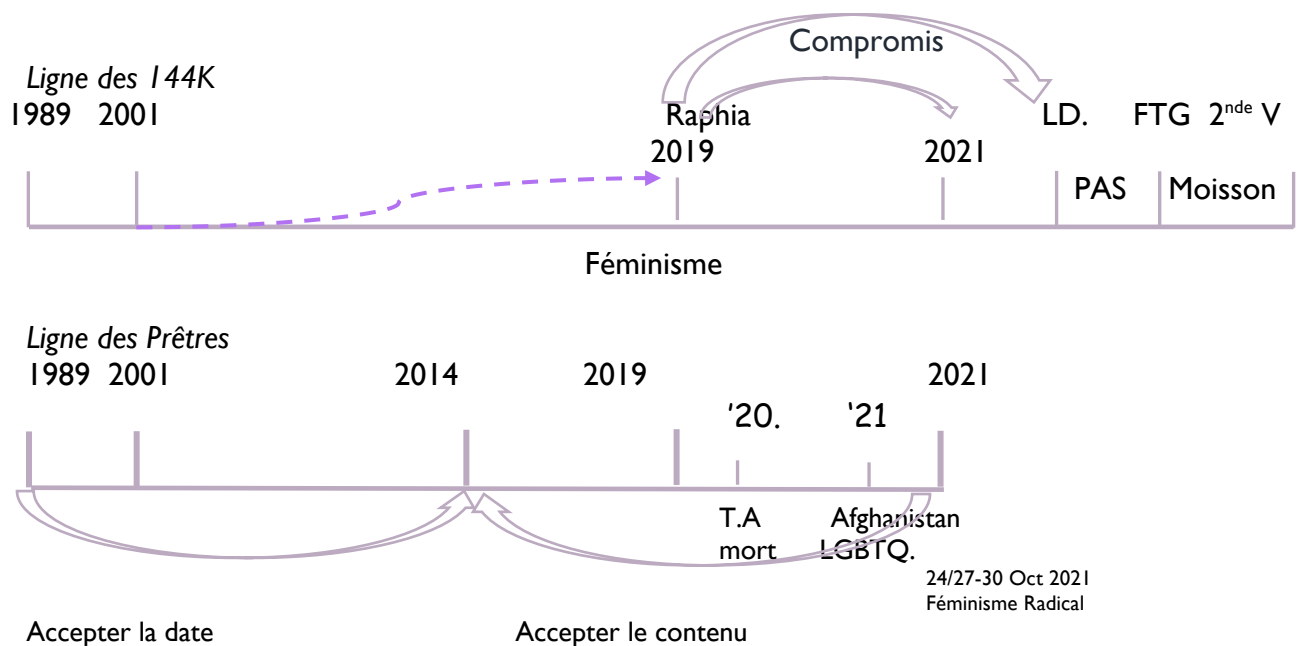 Compromis
Ligne des 144K
1989 2001 Raphia LD. FTG 2nde V
2019 2021
PAS Moisson
Féminisme
Ligne des Prêtres
1989 2001 2014 2019 2021
'20. '21
T.A Afghanistan
mort LGBTQ.
24/27-30 Oct 2021
Féminisme Radical
Accepter la date Accepter le contenu